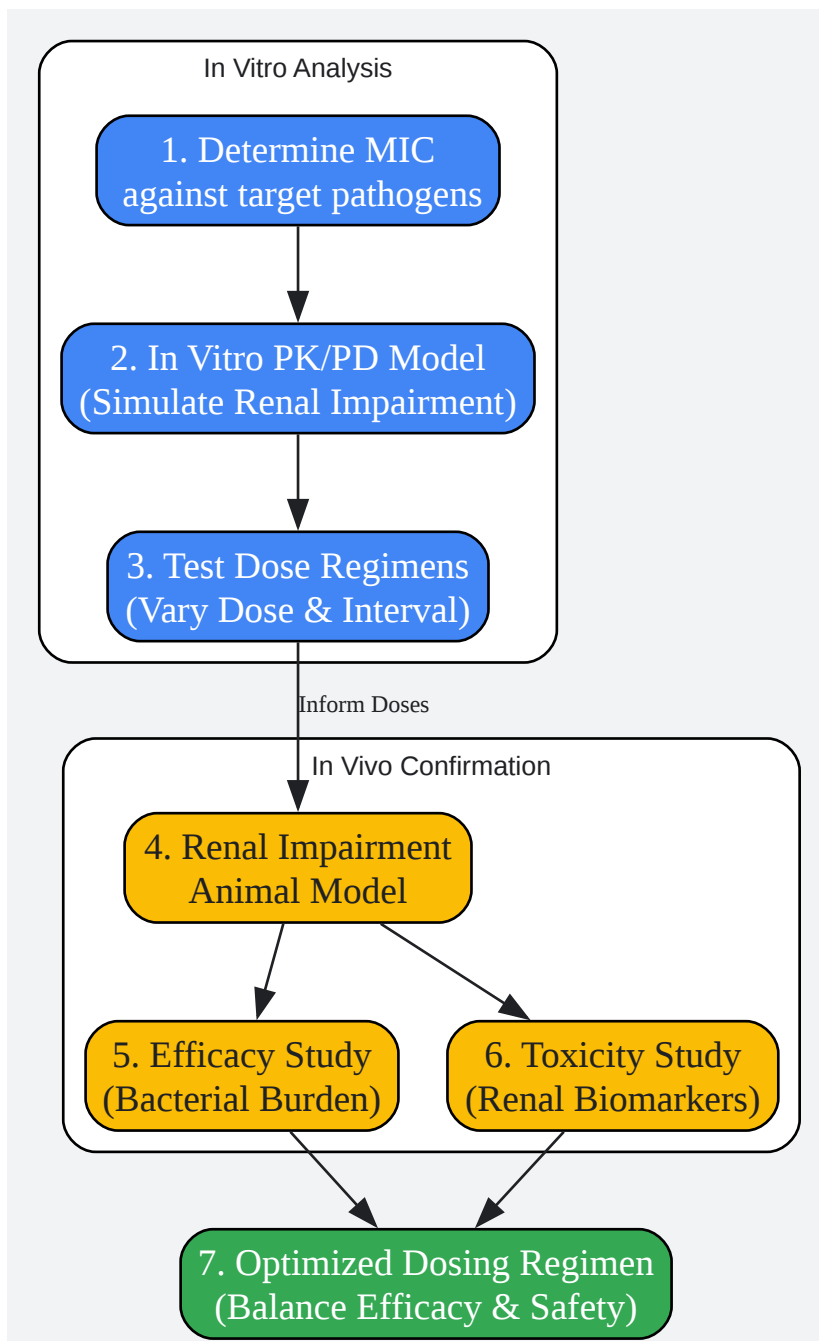 In Vitro Analysis
1. Determine MIC
against target pathogens
2. In Vitro PK/PD Model
(Simulate Renal Impairment)
3. Test Dose Regimens
(Vary Dose & Interval)
Inform Doses
In Vivo Confirmation
4. Renal Impairment
Animal Model
5. Efficacy Study
(Bacterial Burden)
6. Toxicity Study
(Renal Biomarkers)
7. Optimized Dosing Regimen
(Balance Efficacy & Safety)